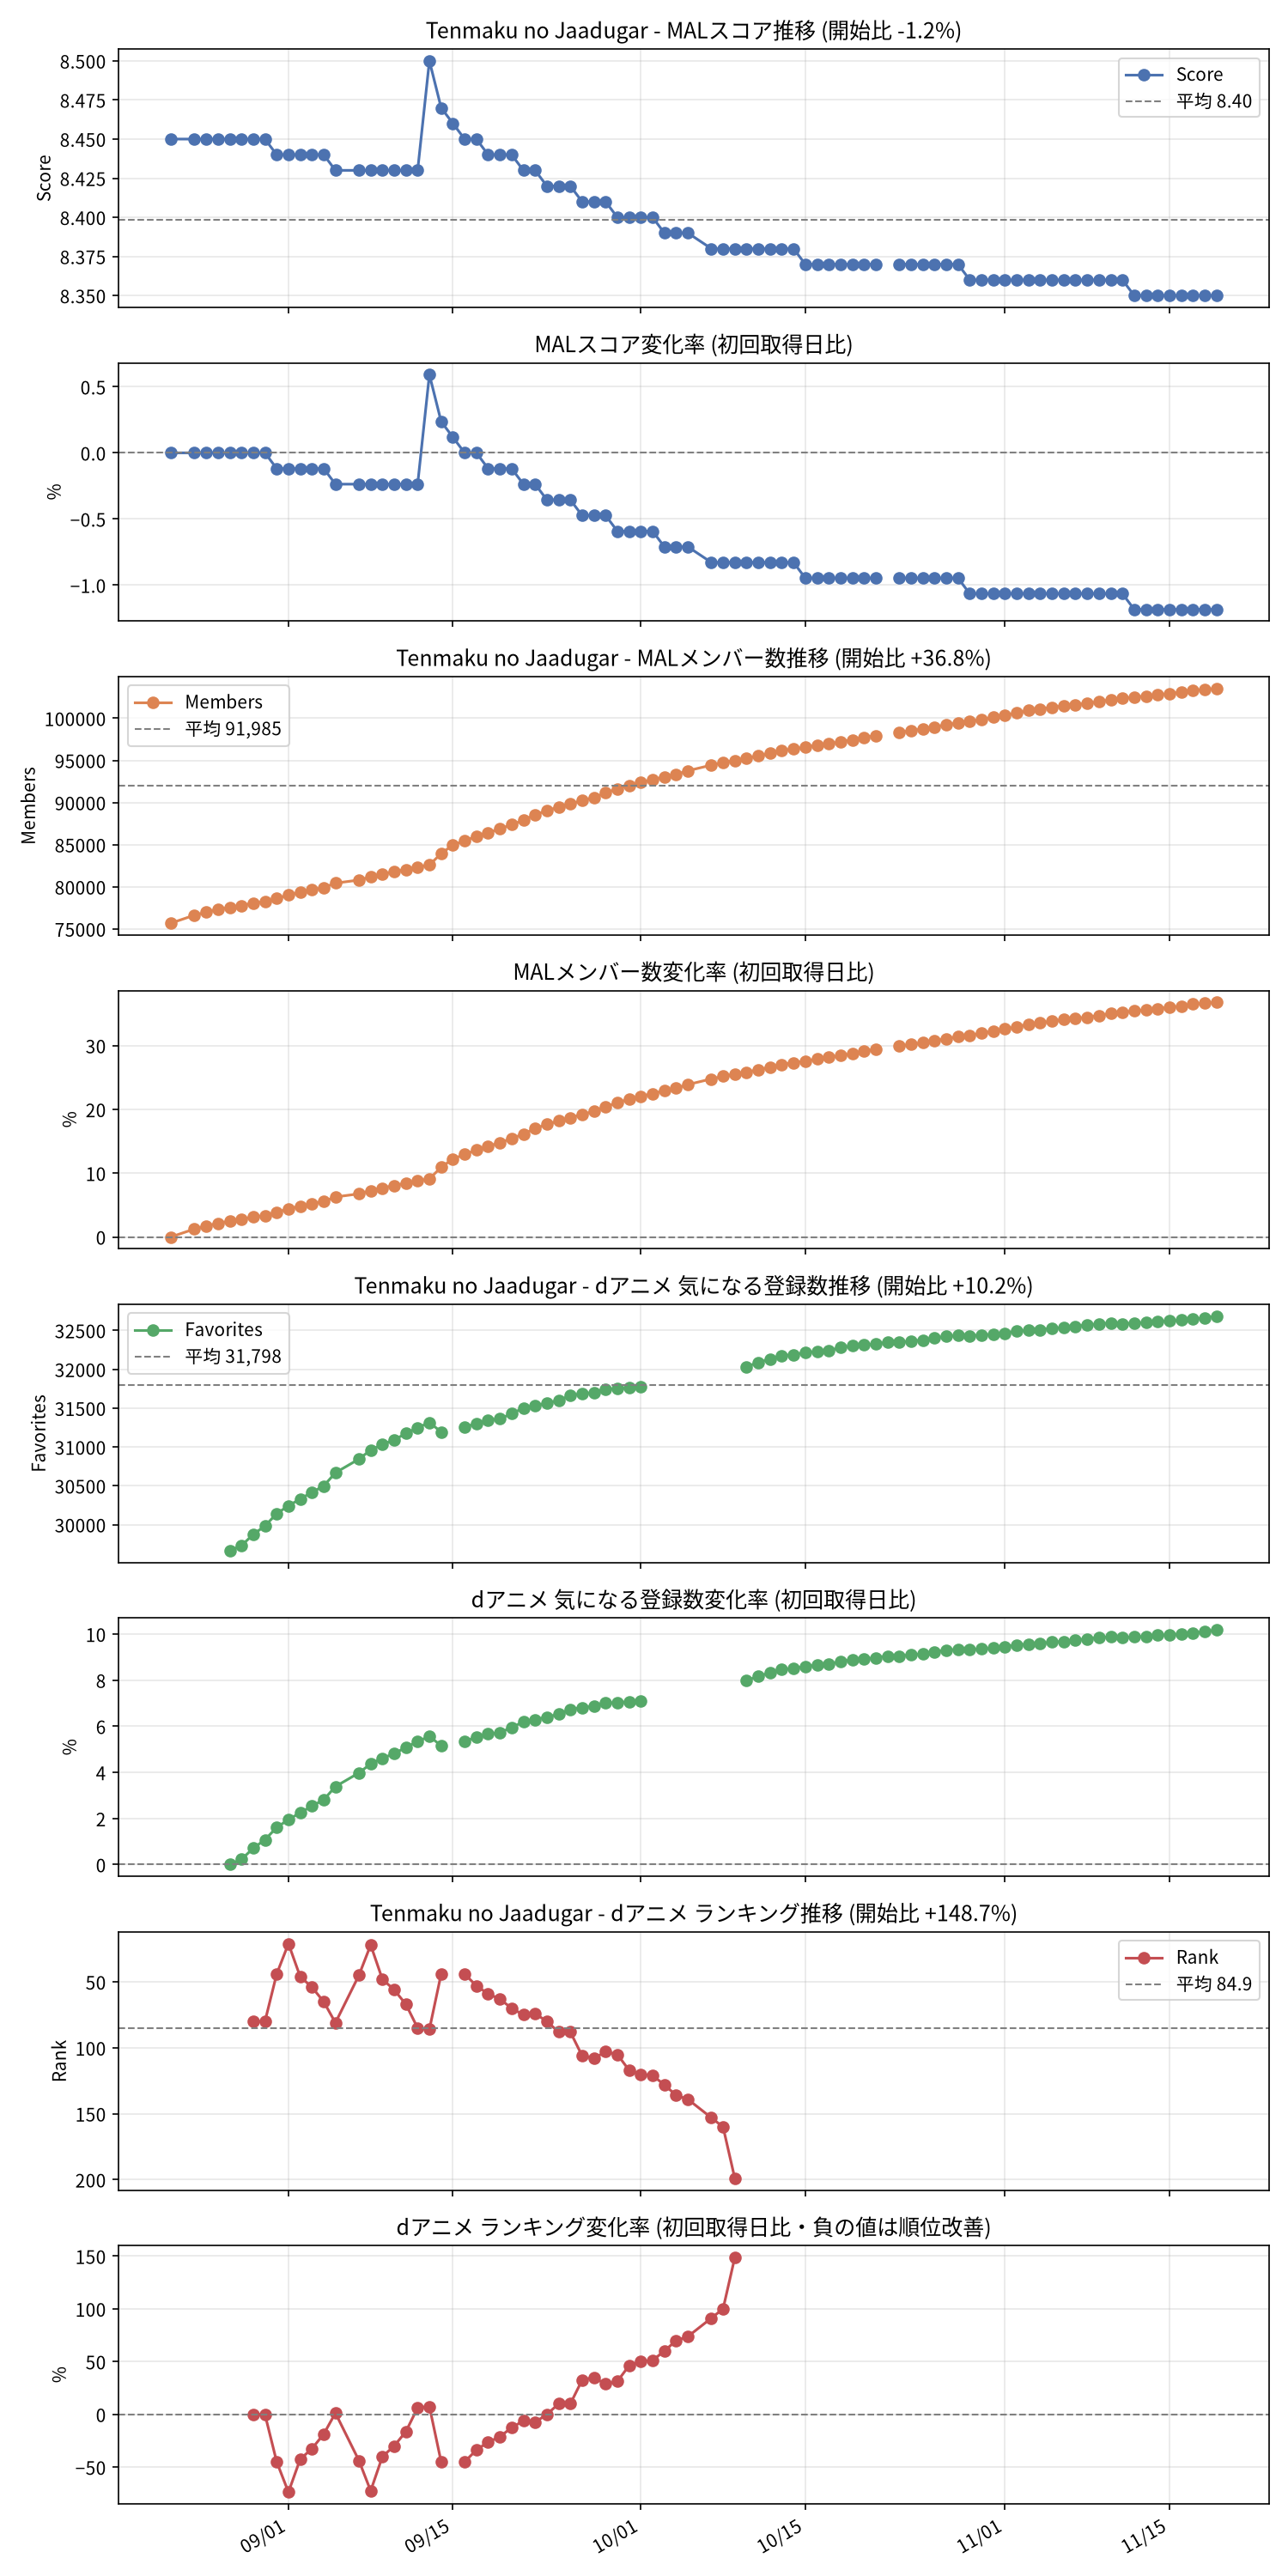 Tenmaku no Jaadugar - MALスコア推移 (開始比 -1.2%)
8.500
8.475
8.450
8.425
8.400
8.375
8.350
Score
Score
平均 8.40
MALスコア変化率 (初回取得日比)
0.5
0.0
−0.5
−1.0
%
Tenmaku no Jaadugar - MALメンバー数推移 (開始比 +36.8%)
Members
平均 91,985
100000
95000
90000
85000
80000
75000
Members
MALメンバー数変化率 (初回取得日比)
30
20
10
0
%
Tenmaku no Jaadugar - dアニメ 気になる登録数推移 (開始比 +10.2%)
Favorites
平均 31,798
32500
32000
31500
31000
30500
30000
Favorites
dアニメ 気になる登録数変化率 (初回取得日比)
10
8
6
4
2
0
%
Tenmaku no Jaadugar - dアニメ ランキング推移 (開始比 +148.7%)
Rank
平均 84.9
50
100
150
200
Rank
dアニメ ランキング変化率 (初回取得日比・負の値は順位改善)
150
100
50
0
−50
%
09/01
09/15
10/01
10/15
11/01
11/15